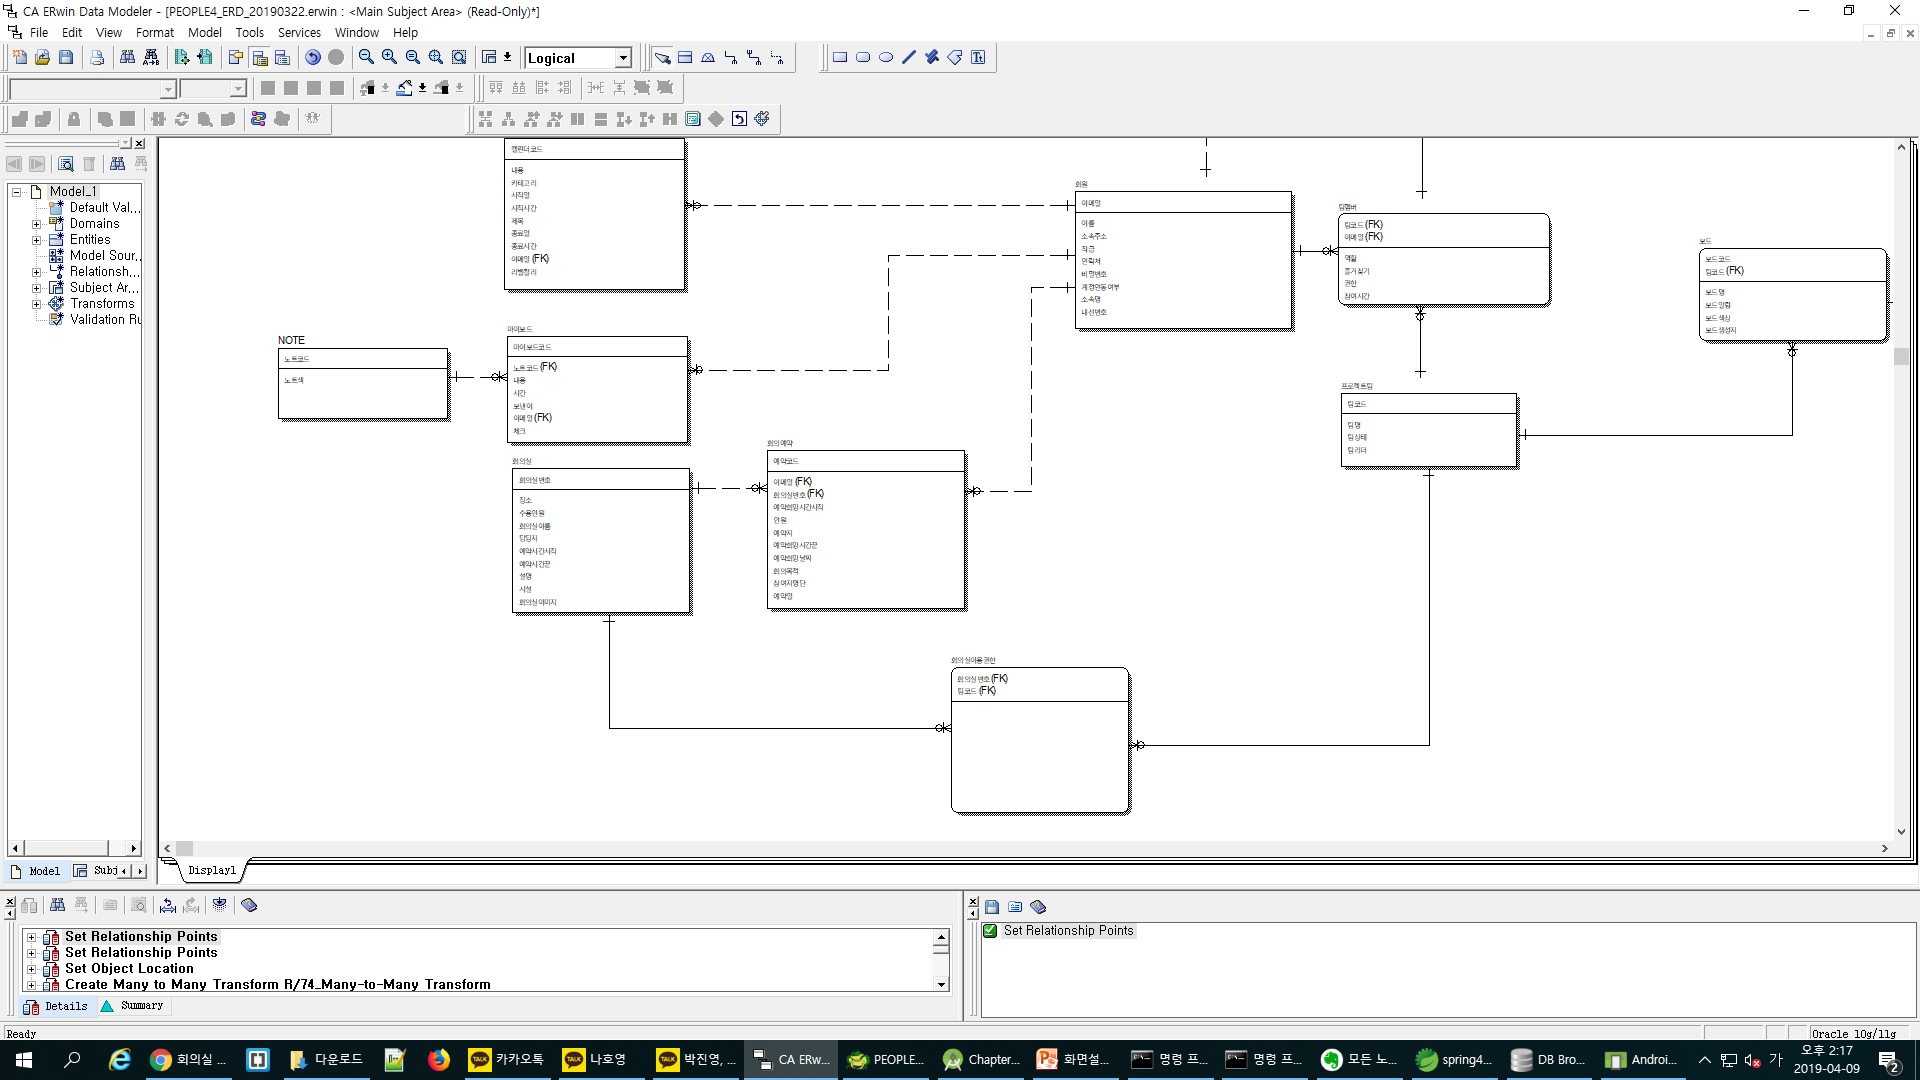 CA ERwin Data Modeler - [PEOPLE4_ERD_20190322.erwin : <Main Subject Area> (Read-Only)*]
File Edit View Format Model Tools Services Window Help
Logical
Model_1
Default Val...
Domains
Entities
Model Sour...
Relationsh...
Subject Ar...
Transforms
Validation Ru
Model
Subj
캘린더코드
내용
카테고리
시작일
시작시간
제목
종료일
종료시간
이메일 (FK)
라벨컬러
NOTE
노트코드
노트색
마이보드
마이보드코드
노트코드 (FK)
내용
시간
보낸이
이메일 (FK)
체크
회의실
회의실번호
장소
수용인원
회의실이름
담당자
예약시간시작
예약시간끝
설명
시설
회의실이미지
회의예약
예약코드
이메일 (FK)
회의실번호 (FK)
예약희망시간시작
인원
예약자
예약희망시간끝
예약희망날짜
회의목적
참여자명단
예약일
회원
이메일
이름
소속주소
직급
연락처
비밀번호
계정연동여부
소속명
내선번호
팀멤버
팀코드 (FK)
이메일 (FK)
역할
즐겨찾기
권한
참여시간
보드
보드코드
팀코드 (FK)
보드명
보드알림
보드색상
보드생성자
프로젝트팀
팀코드
팀명
팀상태
팀리더
회의실이용권한
회의실번호 (FK)
팀코드 (FK)
Display1
Set Relationship Points
Set Relationship Points
Set Object Location
Create Many to Many Transform R/74_Many-to-Many Transform
Details
Summary
Set Relationship Points
Ready
Oracle 10g/11g
회의실 ...
다운로드
카카오톡
나호영
박진영, ...
CA ERw...
PEOPLE...
Chapter...
화면설...
명령 프...
명령 프...
모든 노...
spring4...
DB Bro...
Androi...
가
오후 2:17
2019-04-09
2